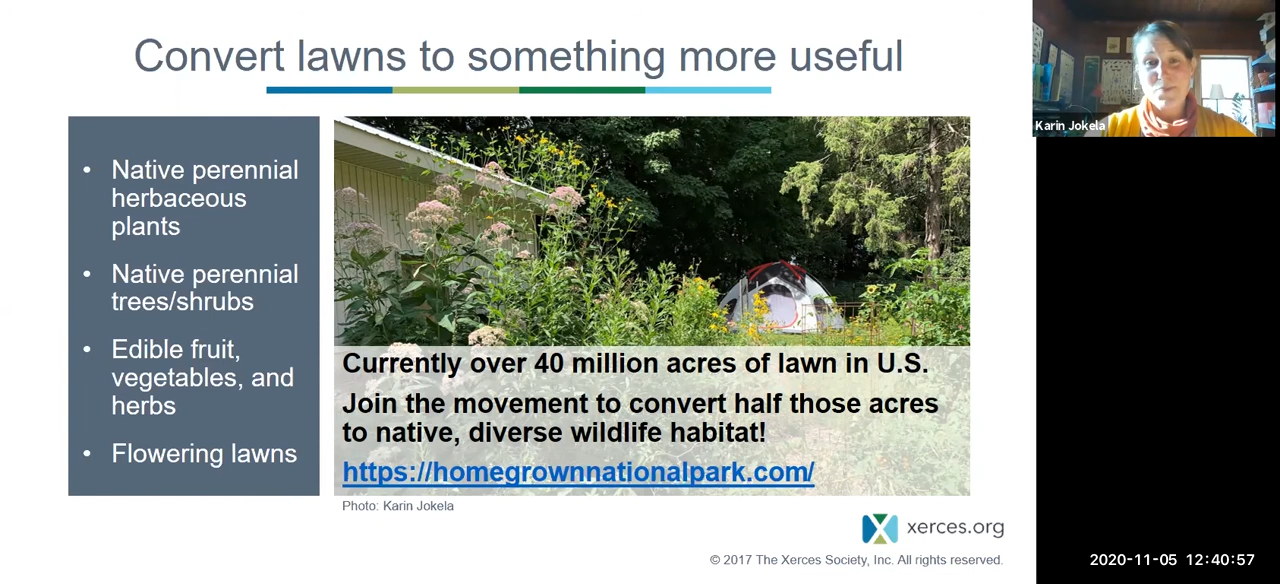 Convert lawns to something more useful
• Native perennial
herbaceous
plants
• Native perennial
trees/shrubs
• Edible fruit,
vegetables, and
herbs
• Flowering lawns
Currently over 40 million acres of lawn in U.S.
Join the movement to convert half those acres
to native, diverse wildlife habitat!
https://homegrownnationalpark.com/
Photo: Karin Jokela
xerces.org
© 2017 The Xerces Society, Inc. All rights reserved.
Karin Jokela
2020-11-05 12:40:57